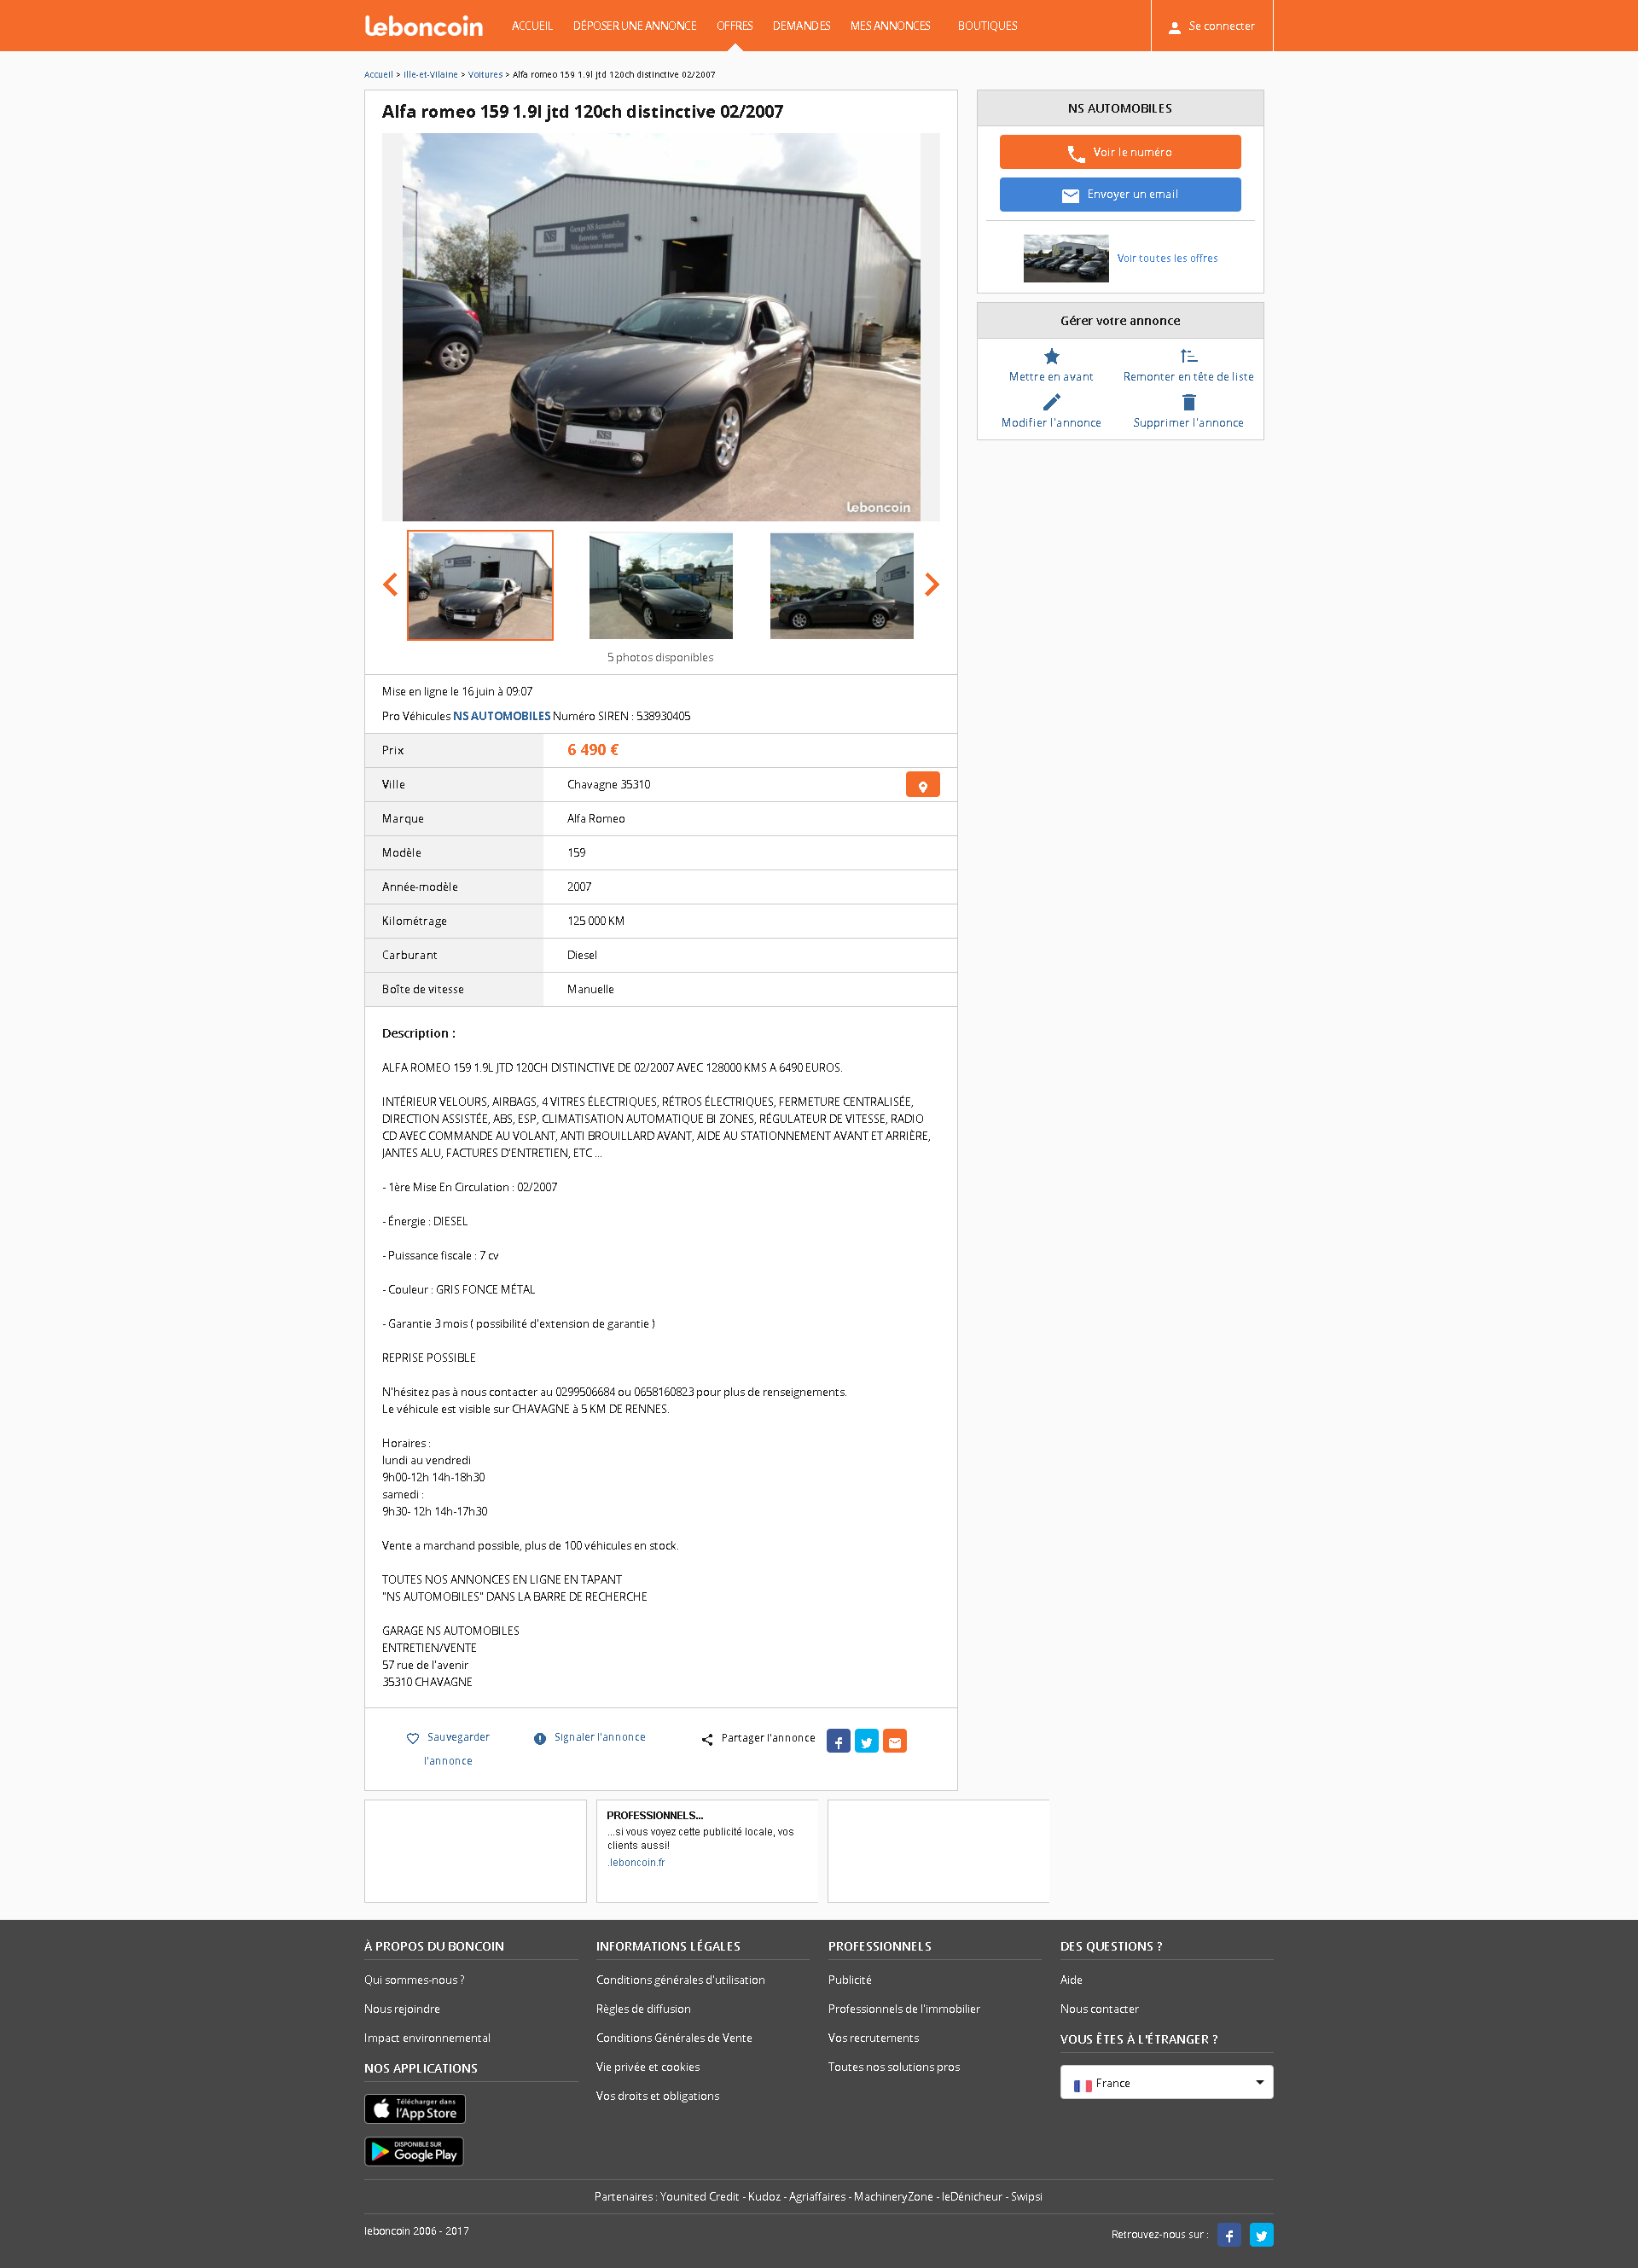 leboncoin
ACCUEIL DÉPOSER UNE ANNONCE OFFRES DEMANDES MES ANNONCES BOUTIQUES Se connecter
Accueil > Ille-et-Vilaine > Voitures > Alfa romeo 159 1.9l jtd 120ch distinctive 02/2007
Alfa romeo 159 1.9l jtd 120ch distinctive 02/2007
Garage NS Automobiles
NS
Entretien - Vente
Véhicules toutes marques
NS
leboncoin
5 photos disponibles
Mise en ligne le 16 juin à 09:07
Pro Véhicules NS AUTOMOBILES Numéro SIREN : 538930405
Prix 6 490 €
Ville Chavagne 35310
Marque Alfa Romeo
Modèle 159
Année-modèle 2007
Kilométrage 125 000 KM
Carburant Diesel
Boîte de vitesse Manuelle
Description :
ALFA ROMEO 159 1.9L JTD 120CH DISTINCTIVE DE 02/2007 AVEC 128000 KMS A 6490 EUROS.
INTÉRIEUR VELOURS, AIRBAGS, 4 VITRES ÉLECTRIQUES, RÉTROS ÉLECTRIQUES, FERMETURE CENTRALISÉE,
DIRECTION ASSISTÉE, ABS, ESP, CLIMATISATION AUTOMATIQUE BI ZONES, RÉGULATEUR DE VITESSE, RADIO
CD AVEC COMMANDE AU VOLANT, ANTI BROUILLARD AVANT, AIDE AU STATIONNEMENT AVANT ET ARRIÈRE,
JANTES ALU, FACTURES D'ENTRETIEN, ETC ...
- 1ère Mise En Circulation : 02/2007
- Énergie : DIESEL
- Puissance fiscale : 7 cv
- Couleur : GRIS FONCE MÉTAL
- Garantie 3 mois ( possibilité d'extension de garantie )
REPRISE POSSIBLE
N'hésitez pas à nous contacter au 0299506684 ou 0658160823 pour plus de renseignements.
Le véhicule est visible sur CHAVAGNE à 5 KM DE RENNES.
Horaires :
lundi au vendredi
9h00-12h 14h-18h30
samedi :
9h30- 12h 14h-17h30
Vente a marchand possible, plus de 100 véhicules en stock.
TOUTES NOS ANNONCES EN LIGNE EN TAPANT
"NS AUTOMOBILES" DANS LA BARRE DE RECHERCHE
GARAGE NS AUTOMOBILES
ENTRETIEN/VENTE
57 rue de l'avenir
35310 CHAVAGNE
Sauvegarder
l'annonce
Signaler l'annonce
Partager l'annonce
NS AUTOMOBILES
Voir le numéro
Envoyer un email
Voir toutes les offres
Gérer votre annonce
Mettre en avant Remonter en tête de liste
Modifier l'annonce Supprimer l'annonce
PROFESSIONNELS...
...si vous voyez cette publicité locale, vos
clients aussi!
.leboncoin.fr
À PROPOS DU BONCOIN
Qui sommes-nous ?
Nous rejoindre
Impact environnemental
NOS APPLICATIONS
Télécharger dans
l'App Store
DISPONIBLE SUR
Google Play
INFORMATIONS LÉGALES
Conditions générales d'utilisation
Règles de diffusion
Conditions Générales de Vente
Vie privée et cookies
Vos droits et obligations
PROFESSIONNELS
Publicité
Professionnels de l'immobilier
Vos recrutements
Toutes nos solutions pros
DES QUESTIONS ?
Aide
Nous contacter
VOUS ÊTES À L'ÉTRANGER ?
France
Partenaires : Younited Credit - Kudoz - Agriaffaires - MachineryZone - leDénicheur - Swipsi
leboncoin 2006 - 2017
Retrouvez-nous sur :